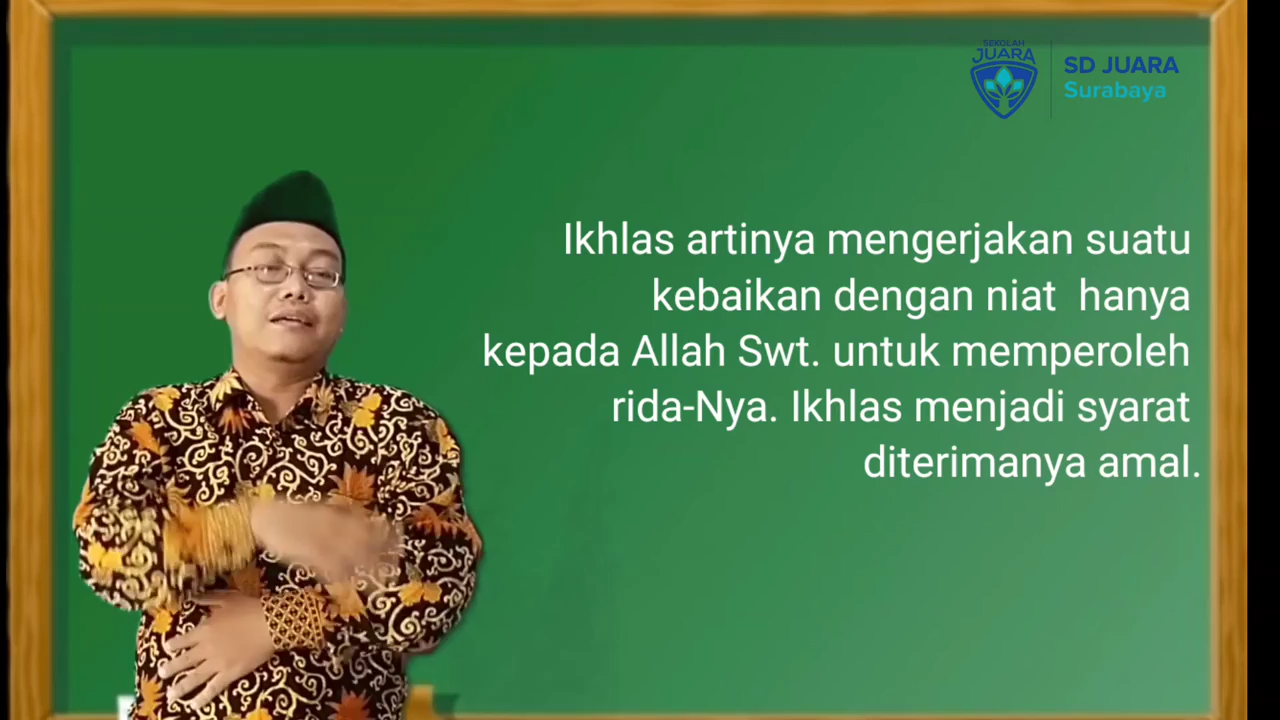 SEKOLAH
JUARA
SD JUARA
Surabaya
Ikhlas artinya mengerjakan suatu
kebaikan dengan niat  hanya
kepada Allah Swt. untuk memperoleh
rida-Nya. Ikhlas menjadi syarat
diterimanya amal.